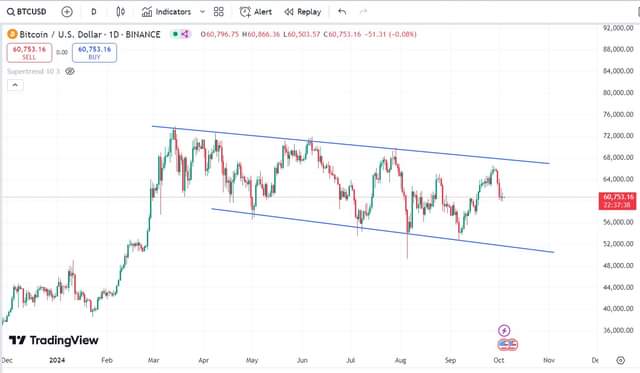 BTCUSD D Indicators Alert Replay
Bitcoin / U.S. Dollar · 1D · BINANCE O60,796.75 H60,866.36 L60,503.57 C60,753.16 −51.31 (−0.08%)
60,753.16 0.00 60,753.16
SELL BUY
Supertrend 10 3
92,000.00
88,000.00
84,000.00
80,000.00
76,000.00
72,000.00
68,000.00
64,000.00
60,753.16
22:37:38
56,000.00
52,000.00
48,000.00
44,000.00
40,000.00
36,000.00
TradingView
Dec 2024 Feb Mar Apr May Jun Jul Aug Sep Oct Nov